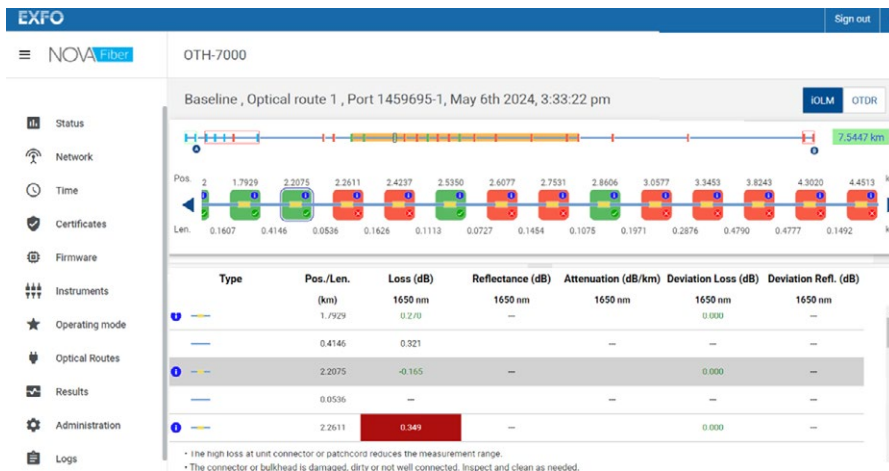 EXFO
Sign out
NOVA Fiber
OTH-7000
Baseline , Optical route 1 , Port 1459695-1, May 6th 2024, 3:33:22 pm
iOLM OTDR
Status
Network
Time
Certificates
Firmware
Instruments
Operating mode
Optical Routes
Results
Administration
Logs
A
B
7.5447 km
Pos. 2 1.7929 2.2075 2.2611 2.4237 2.5350 2.6077 2.7531 2.8606 3.0577 3.3453 3.8243 4.3020 4.4513 k
Len. 0.1607 0.4146 0.0536 0.1626 0.1113 0.0727 0.1454 0.1075 0.1971 0.2876 0.4790 0.4777 0.1492 k
Type Pos./Len. Loss (dB) Reflectance (dB) Attenuation (dB/km) Deviation Loss (dB) Deviation Refl. (dB)
(km) 1650 nm 1650 nm 1650 nm 1650 nm 1650 nm
1.7929 0.270 — 0.000 —
0.4146 0.321 — — —
2.2075 -0.165 — 0.000 —
0.0536 — — — —
2.2611 0.349 — 0.000 —
• The high loss at unit connector or patchcord reduces the measurement range.
• The connector or bulkhead is damaged, dirty or not well connected. Inspect and clean as needed.